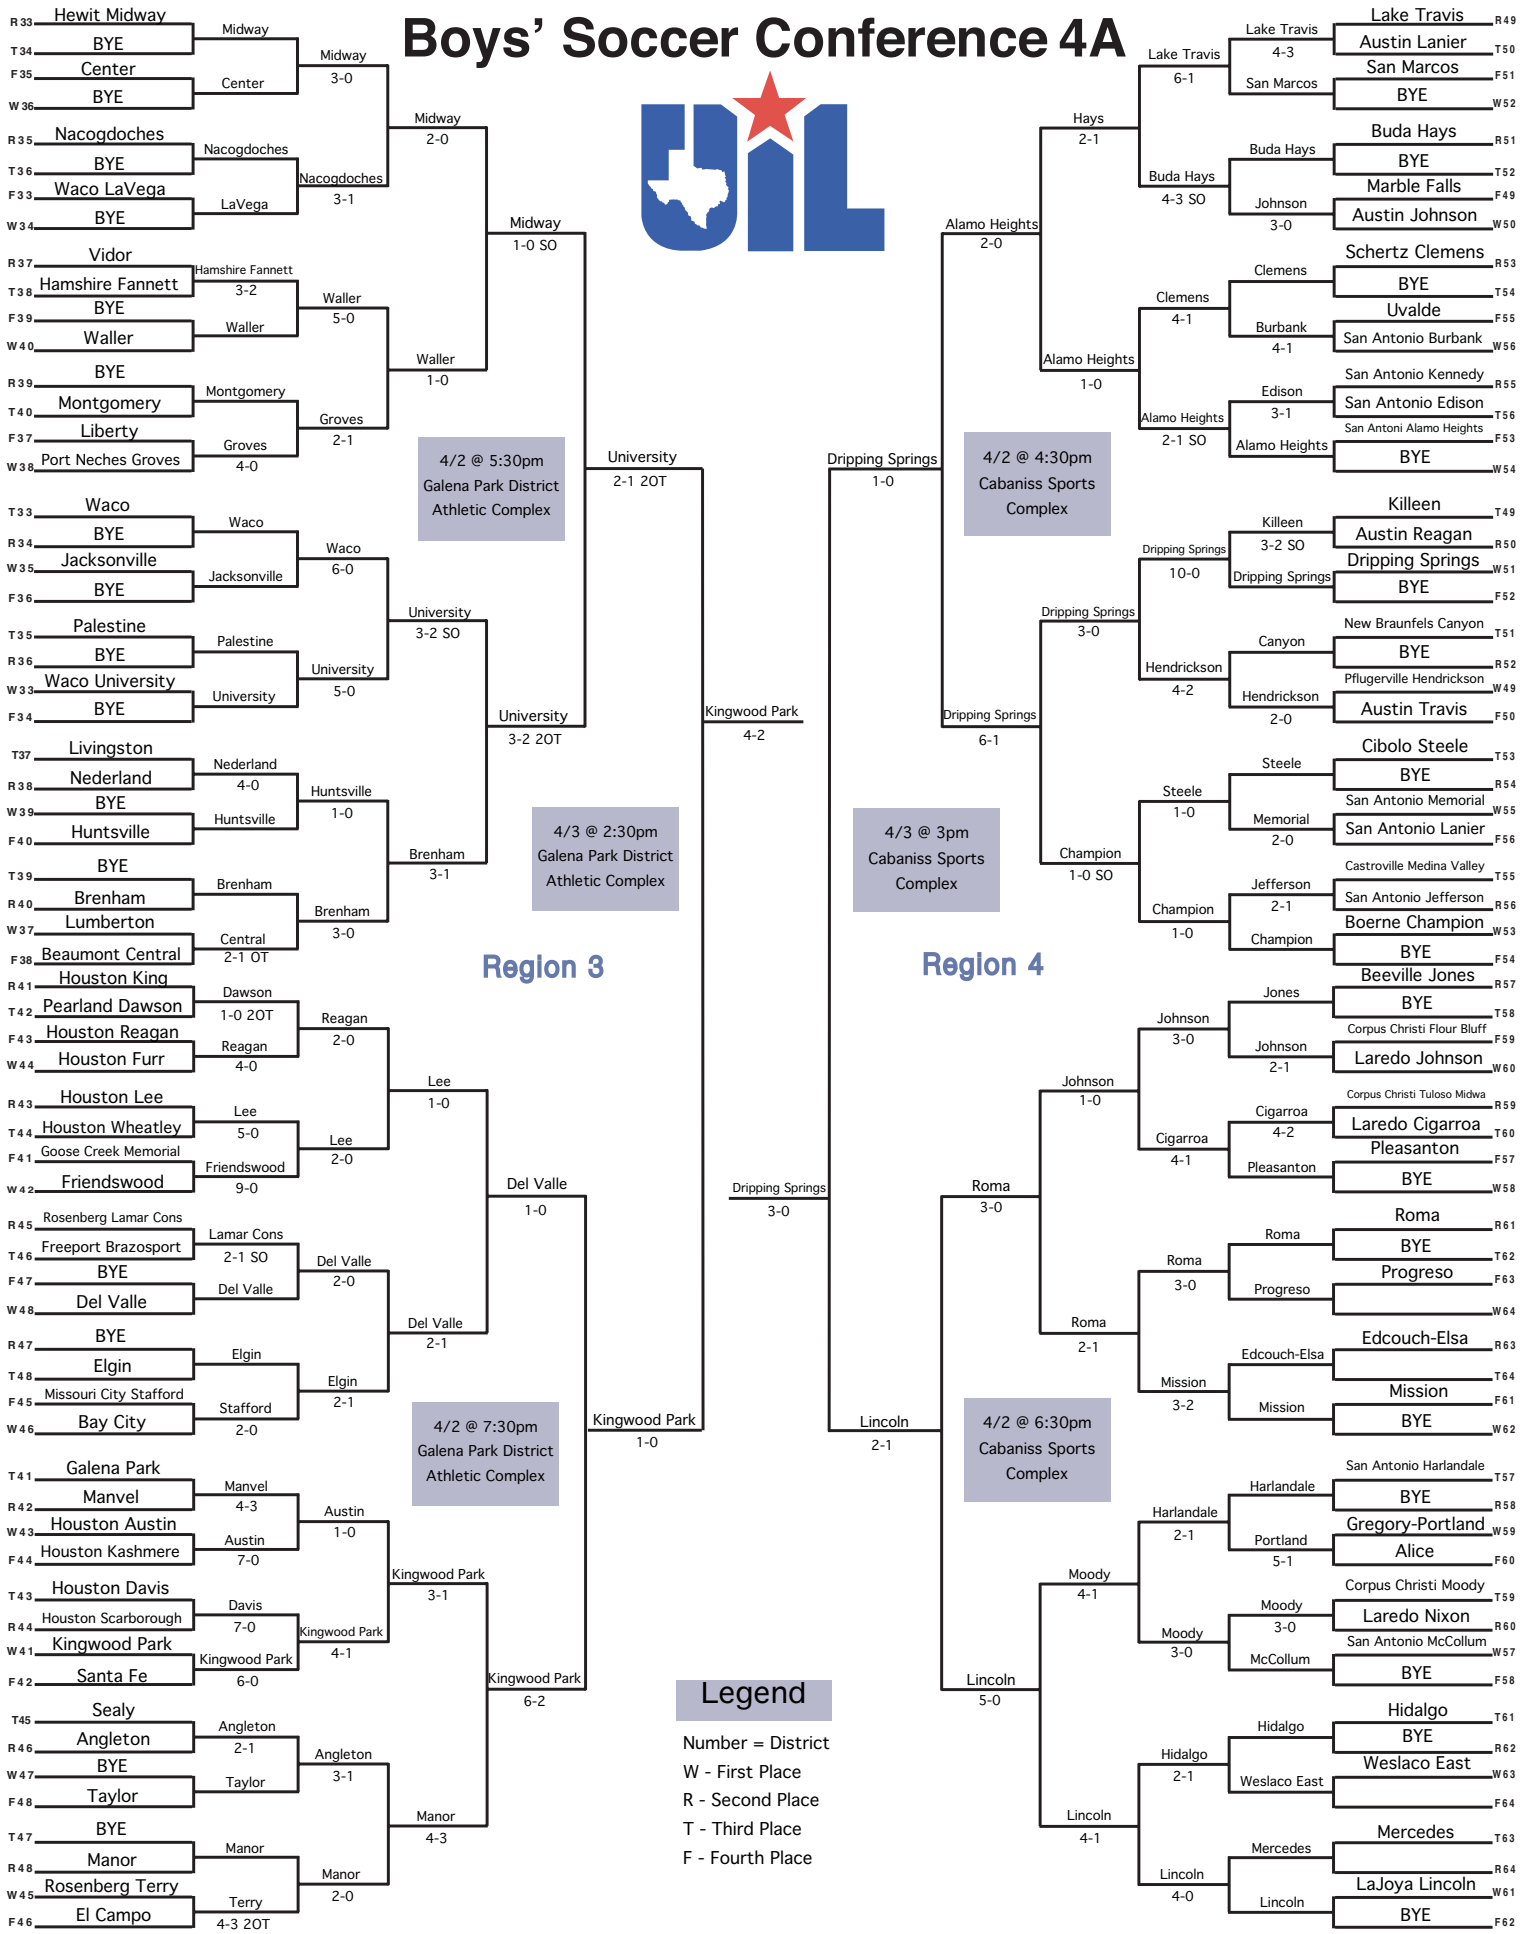 Boys' Soccer Conference 4A
UIL
R33
Hewit Midway
T34
BYE
F35
Center
W36
BYE
R35
Nacogdoches
T36
BYE
F33
Waco LaVega
W34
BYE
R37
Vidor
T38
Hamshire Fannett
F39
BYE
W40
Waller
R39
BYE
T40
Montgomery
F37
Liberty
W38
Port Neches Groves
T33
Waco
R34
BYE
W35
Jacksonville
F36
BYE
T35
Palestine
R36
BYE
W33
Waco University
F34
BYE
T37
Livingston
R38
Nederland
W39
BYE
F40
Huntsville
T39
BYE
R40
Brenham
W37
Lumberton
F38
Beaumont Central
R41
Houston King
T42
Pearland Dawson
F43
Houston Reagan
W44
Houston Furr
R43
Houston Lee
T44
Houston Wheatley
F41
Goose Creek Memorial
W42
Friendswood
R45
Rosenberg Lamar Cons
T46
Freeport Brazosport
F47
BYE
W48
Del Valle
R47
BYE
T48
Elgin
F45
Missouri City Stafford
W46
Bay City
T41
Galena Park
R42
Manvel
W43
Houston Austin
F44
Houston Kashmere
T43
Houston Davis
R44
Houston Scarborough
W41
Kingwood Park
F42
Santa Fe
T45
Sealy
R46
Angleton
W47
BYE
F48
Taylor
T47
BYE
R48
Manor
W45
Rosenberg Terry
F46
El Campo
Midway
Center
Nacogdoches
LaVega
Hamshire Fannett
3-2
Waller
Montgomery
Groves
4-0
Waco
Jacksonville
Palestine
University
Nederland
4-0
Huntsville
Brenham
Central
2-1 OT
Dawson
1-0 2OT
Reagan
4-0
Lee
5-0
Friendswood
9-0
Lamar Cons
2-1 SO
Del Valle
Elgin
Stafford
2-0
Manvel
4-3
Austin
7-0
Davis
7-0
Kingwood Park
6-0
Angleton
2-1
Taylor
Manor
Terry
4-3 2OT
Midway
3-0
Nacogdoches
3-1
Waller
5-0
Groves
2-1
Waco
6-0
University
5-0
Huntsville
1-0
Brenham
3-0
Reagan
2-0
Lee
2-0
Del Valle
2-0
Elgin
2-1
Austin
1-0
Kingwood Park
4-1
Angleton
3-1
Manor
2-0
Midway
2-0
Waller
1-0
University
3-2 SO
Brenham
3-1
Lee
1-0
Del Valle
2-1
Kingwood Park
3-1
Manor
4-3
Midway
1-0 SO
University
3-2 2OT
Del Valle
1-0
Kingwood Park
6-2
4/2 @ 5:30pm
Galena Park District
Athletic Complex
University
2-1 2OT
4/3 @ 2:30pm
Galena Park District
Athletic Complex
Region 3
4/2 @ 7:30pm
Galena Park District
Athletic Complex
Kingwood Park
1-0
Kingwood Park
4-2
Dripping Springs
3-0
Dripping Springs
1-0
4/2 @ 4:30pm
Cabaniss Sports
Complex
4/3 @ 3pm
Cabaniss Sports
Complex
Region 4
Lincoln
2-1
4/2 @ 6:30pm
Cabaniss Sports
Complex
Alamo Heights
2-0
Dripping Springs
6-1
Roma
3-0
Lincoln
5-0
Hays
2-1
Alamo Heights
1-0
Dripping Springs
3-0
Champion
1-0 SO
Johnson
1-0
Roma
2-1
Moody
4-1
Lincoln
4-1
Lake Travis
6-1
Buda Hays
4-3 SO
Clemens
4-1
Alamo Heights
2-1 SO
Dripping Springs
10-0
Hendrickson
4-2
Steele
1-0
Champion
1-0
Johnson
3-0
Cigarroa
4-1
Roma
3-0
Mission
3-2
Harlandale
2-1
Moody
3-0
Hidalgo
2-1
Lincoln
4-0
Lake Travis
4-3
San Marcos
Buda Hays
Johnson
3-0
Clemens
Burbank
4-1
Edison
3-1
Alamo Heights
Killeen
3-2 SO
Dripping Springs
Canyon
Hendrickson
2-0
Steele
Memorial
2-0
Jefferson
2-1
Champion
Jones
Johnson
2-1
Cigarroa
4-2
Pleasanton
Roma
Progreso
Edcouch-Elsa
Mission
Harlandale
Portland
5-1
Moody
3-0
McCollum
Hidalgo
Weslaco East
Mercedes
Lincoln
Lake Travis
R49
Austin Lanier
T50
San Marcos
F51
BYE
W52
Buda Hays
R51
BYE
T52
Marble Falls
F49
Austin Johnson
W50
Schertz Clemens
R53
BYE
T54
Uvalde
F55
San Antonio Burbank
W56
San Antonio Kennedy
R55
San Antonio Edison
T56
San Antoni Alamo Heights
F53
BYE
W54
Killeen
T49
Austin Reagan
R50
Dripping Springs
W51
BYE
F52
New Braunfels Canyon
T51
BYE
R52
Pflugerville Hendrickson
W49
Austin Travis
F50
Cibolo Steele
T53
BYE
R54
San Antonio Memorial
W55
San Antonio Lanier
F56
Castroville Medina Valley
T55
San Antonio Jefferson
R56
Boerne Champion
W53
BYE
F54
Beeville Jones
R57
BYE
T58
Corpus Christi Flour Bluff
F59
Laredo Johnson
W60
Corpus Christi Tuloso Midwa
R59
Laredo Cigarroa
T60
Pleasanton
F57
BYE
W58
Roma
R61
BYE
T62
Progreso
F63
W64
Edcouch-Elsa
R63
T64
Mission
F61
BYE
W62
San Antonio Harlandale
T57
BYE
R58
Gregory-Portland
W59
Alice
F60
Corpus Christi Moody
T59
Laredo Nixon
R60
San Antonio McCollum
W57
BYE
F58
Hidalgo
T61
BYE
R62
Weslaco East
W63
F64
Mercedes
T63
R64
LaJoya Lincoln
W61
BYE
F62
Legend
Number = District
W - First Place
R - Second Place
T - Third Place
F - Fourth Place